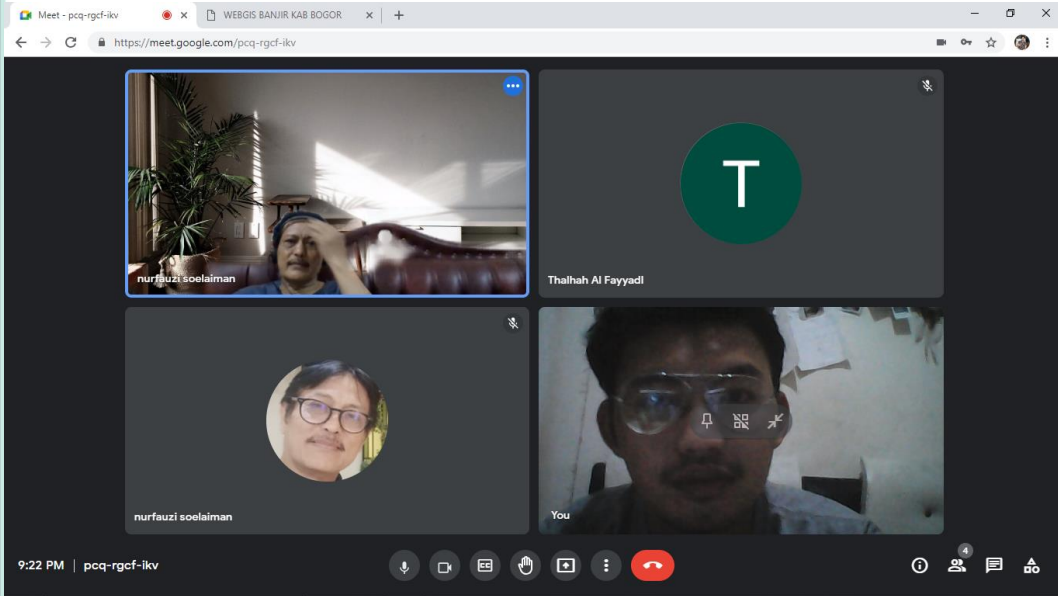 Meet - pcq-rgcf-ikv
WEBGIS BANJIR KAB BOGOR
https://meet.google.com/pcq-rgcf-ikv
nurfauzi soelaiman
T
Thalhah Al Fayyadl
nurfauzi soelaiman
You
9:22 PM | pcq-rgcf-ikv
CC
4